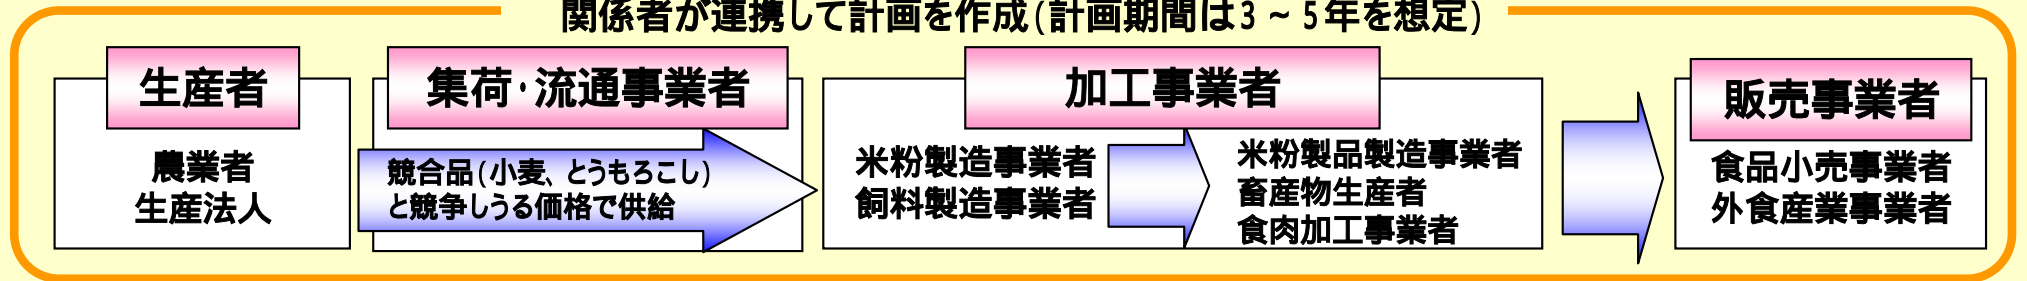 関係者が連携して計画を作成(計画期間は3～5年を想定)
生産者
農業者
生産法人
集荷・流通事業者
競合品(小麦、とうもろこし)
と競争しうる価格で供給
加工事業者
米粉製造事業者
飼料製造事業者
米粉製品製造事業者
畜産物生産者
食肉加工事業者
販売事業者
食品小売事業者
外食産業事業者